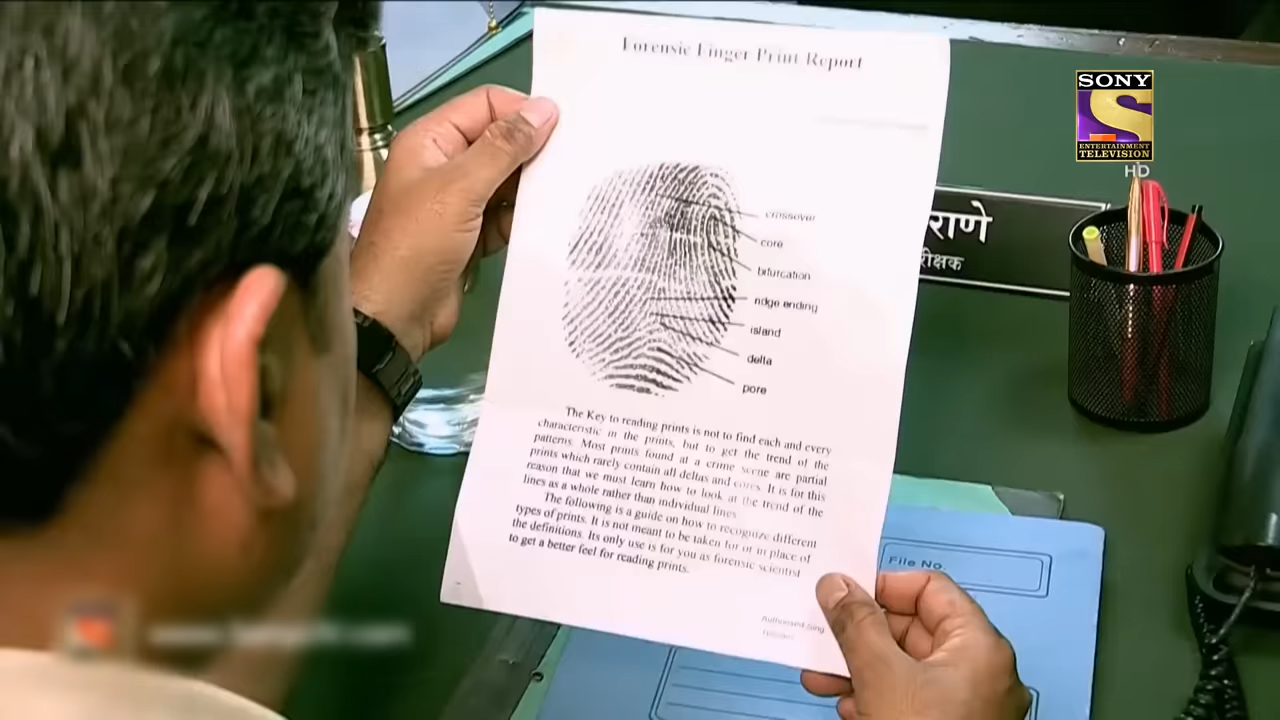 Forensic Finger Print Report
SONY
ENTERTAINMENT
TELEVISION
HD
crossover
core
bifurcation
ridge ending
island
delta
pore
राणे
रीक्षक
The Key to reading prints is not to find each and every
characteristic in the prints, but to get the trend of the
patterns. Most prints found at a crime scene are partial
prints which rarely contain all deltas and cores. It is for this
reason that we must learn how to look at the trend of the
lines as a whole rather than individual lines
The following is a guide on how to recognize different
types of prints. It is not meant to be taken for or in place of
the definitions. Its only use is for you as forensic scientist
to get a better feel for reading prints.
File No.
Authorised Sing